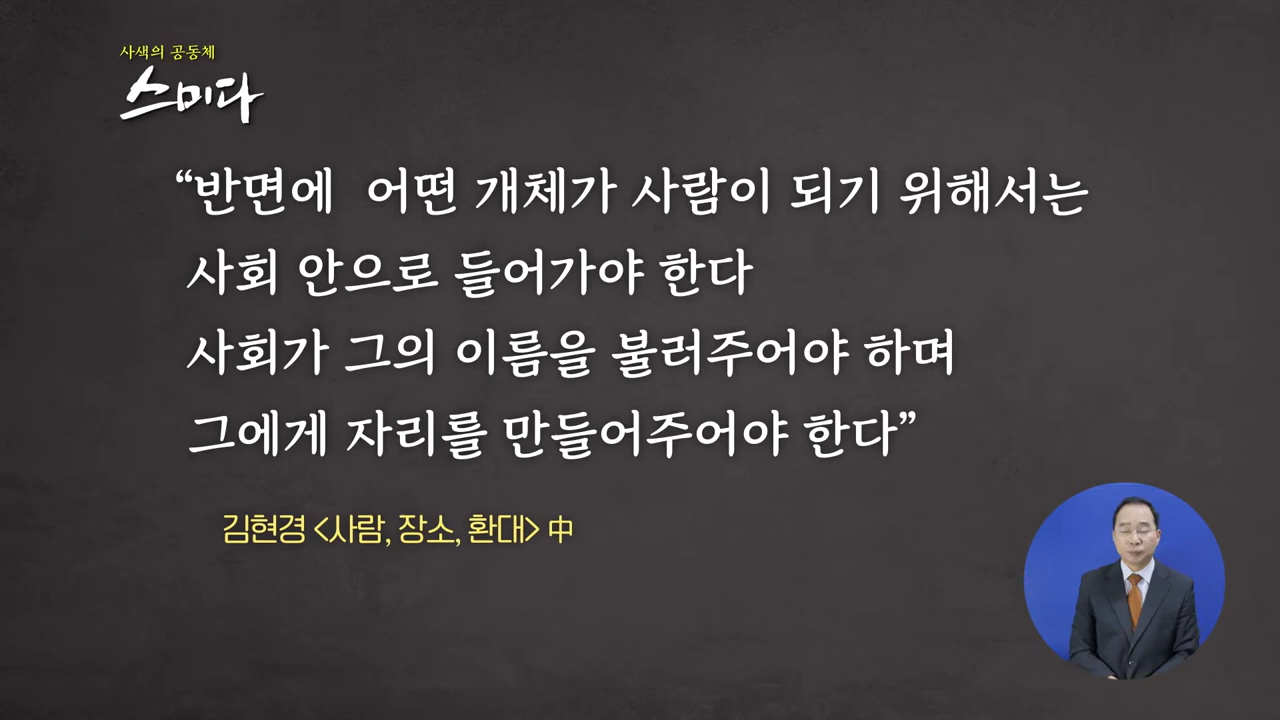 사색의 공동체
스미다
“반면에 어떤 개체가 사람이 되기 위해서는
사회 안으로 들어가야 한다
사회가 그의 이름을 불러주어야 하며
그에게 자리를 만들어주어야 한다”
김현경 <사람, 장소, 환대> 中